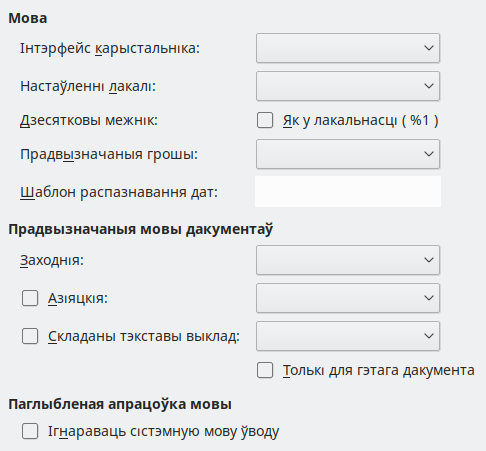 Мова
Інтэрфейс карыстальніка:
Настаўленні лакалі:
Дзесятковы межнік:
Як у лакальнасці ( %1 )
Прадвызначаныя грошы:
Шаблон распазнавання дат:
Прадвызначаныя мовы дакументаў
Заходнія:
Азіяцкія:
Складаны тэкставы выклад:
Толькі для гэтага дакумента
Паглыбленая апрацоўка мовы
Ігнараваць сістэмную мову ўводу